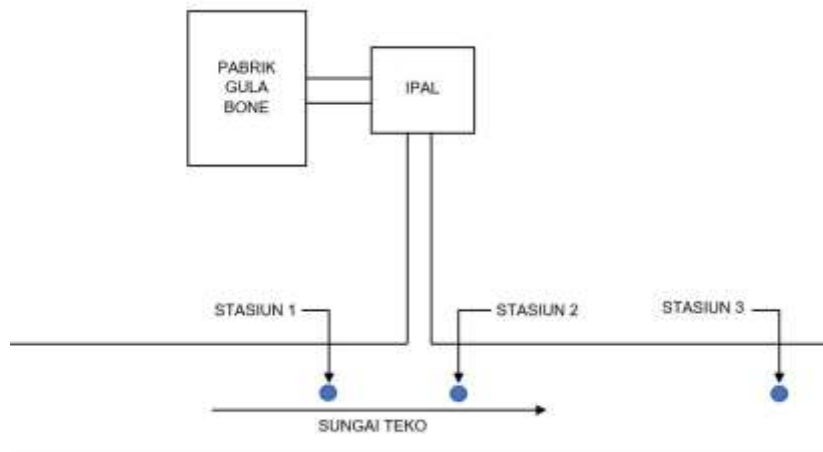 PABRIK
GULA
BONE
IPAL
STASIUN 1
STASIUN 2
STASIUN 3
SUNGAI TEKO